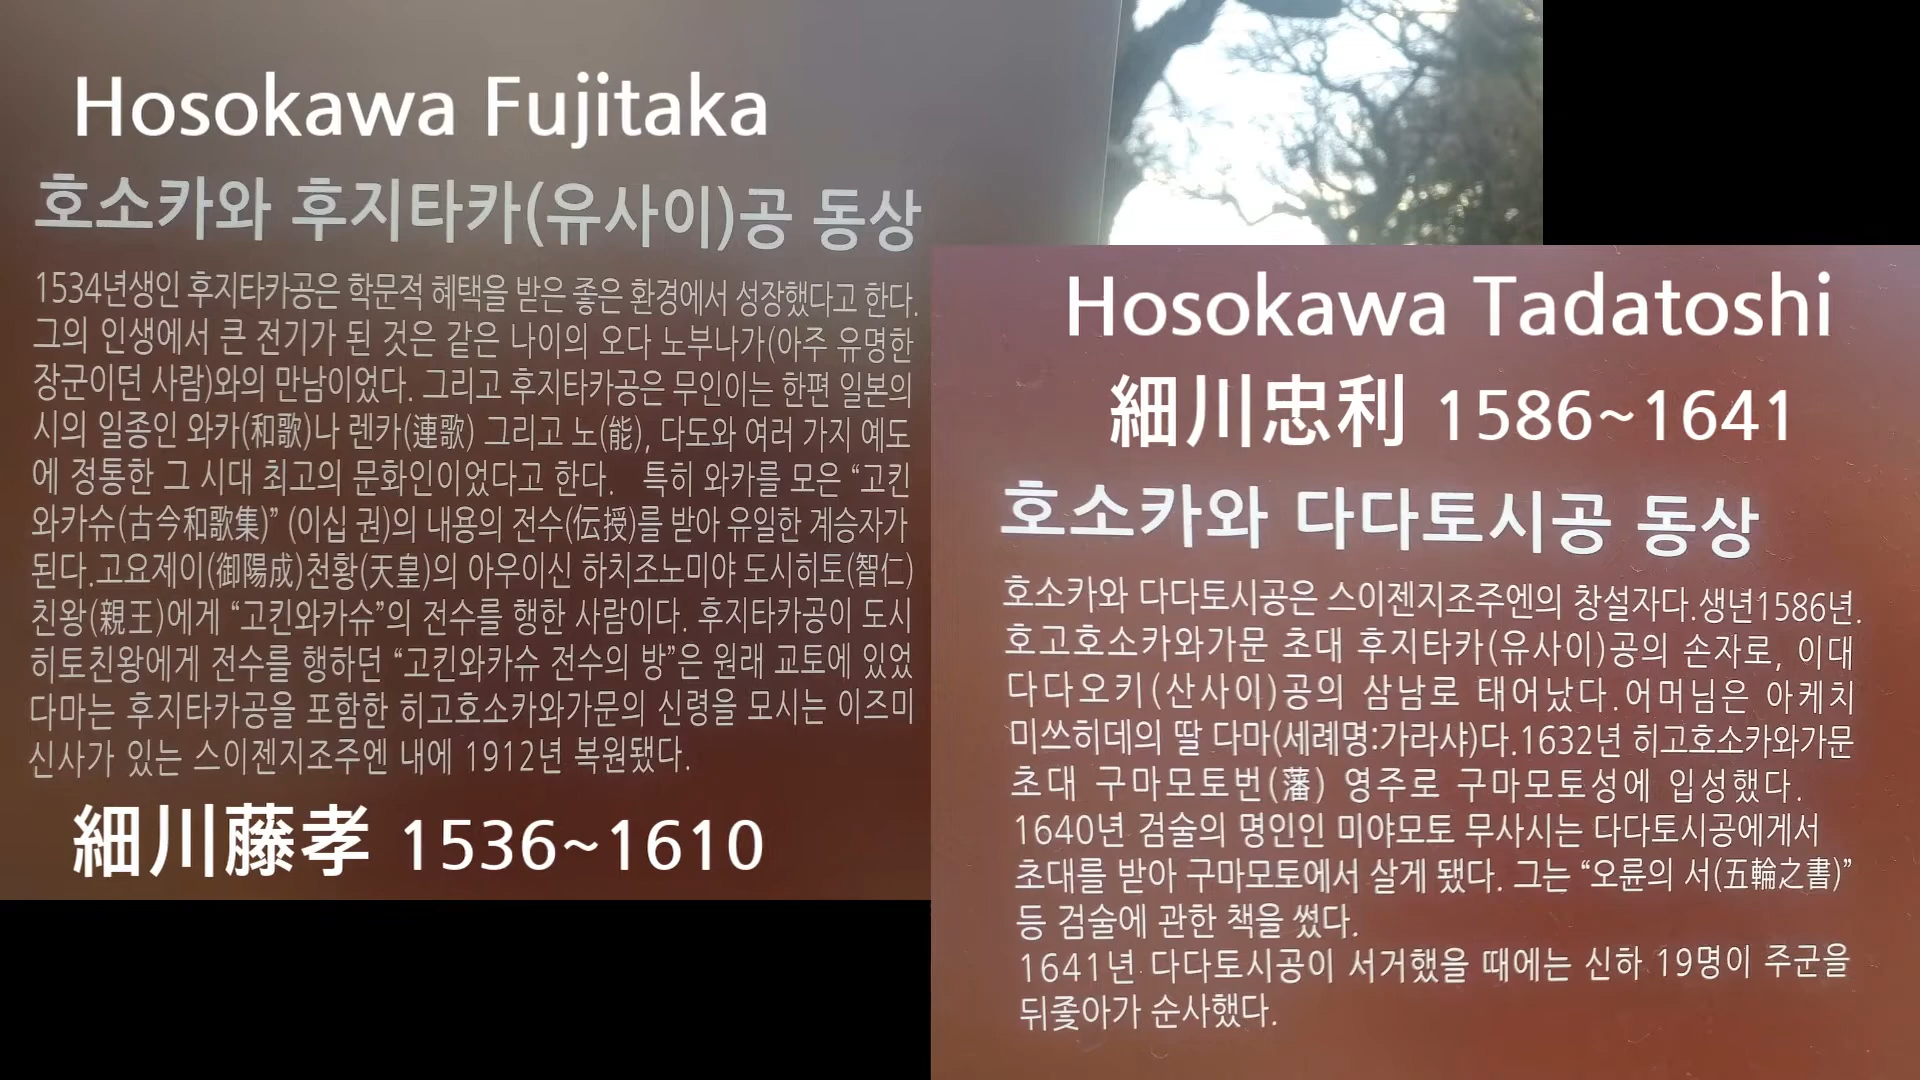 Hosokawa Fujitaka
호소카와 후지타카(유사이)공 동상
1534년생인 후지타카공은 학문적 혜택을 받은 좋은 환경에서 성장했다고 한다.
그의 인생에서 큰 전기가 된 것은 같은 나이의 오다 노부나가(아주 유명한
장군이던 사람)와의 만남이었다. 그리고 후지타카공은 무인이는 한편 일본의
시의 일종인 와카(和歌)나 렌카(連歌) 그리고 노(能), 다도와 여러 가지 예도
에 정통한 그 시대 최고의 문화인이었다고 한다. 특히 와카를 모은 “고킨
와카슈(古今和歌集)” (이십 권)의 내용의 전수(伝授)를 받아 유일한 계승자가
된다.고요제이(御陽成)천황(天皇)의 아우이신 하치조노미야 도시히토(智仁)
친왕(親王)에게 “고킨와카슈”의 전수를 행한 사람이다. 후지타카공이 도시
히토친왕에게 전수를 행하던 “고킨와카슈 전수의 방”은 원래 교토에 있었
다마는 후지타카공을 포함한 히고호소카와가문의 신령을 모시는 이즈미
신사가 있는 스이젠지조주엔 내에 1912년 복원됐다.
細川藤孝 1536~1610
Hosokawa Tadatoshi
細川忠利 1586~1641
호소카와 다다토시공 동상
호소카와 다다토시공은 스이젠지조주엔의 창설자다.생년1586년.
호고호소카와가문 초대 후지타카(유사이)공의 손자로, 이대
다다오키(산사이)공의 삼남로 태어났다.어머님은 아케치
미쓰히데의 딸 다마(세례명:가라샤)다.1632년 히고호소카와가문
초대 구마모토번(藩) 영주로 구마모토성에 입성했다.
1640년 검술의 명인인 미야모토 무사시는 다다토시공에게서
초대를 받아 구마모토에서 살게 됐다. 그는 “오륜의 서(五輪之書)”
등 검술에 관한 책을 썼다.
1641년 다다토시공이 서거했을 때에는 신하 19명이 주군을
뒤좇아가 순사했다.